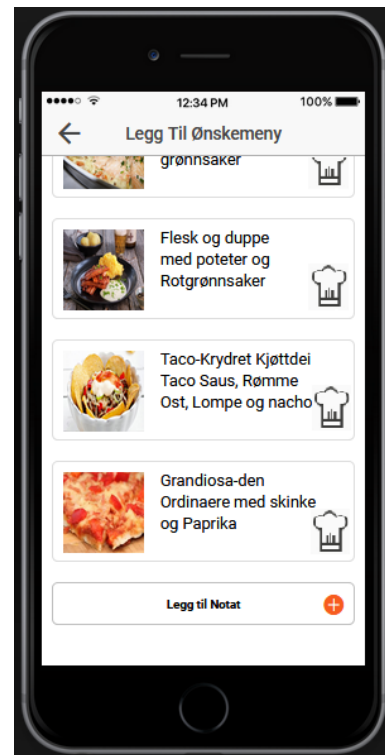 12:34 PM
100%
Legg Til Ønskemeny
grønnsaker
Flesk og duppe
med poteter og
Rotgrønnsaker
Taco-Krydret Kjøttdei
Taco Saus, Rømme
Ost, Lompe og nacho
Grandiosa-den
Ordinaere med skinke
og Paprika
Legg til Notat